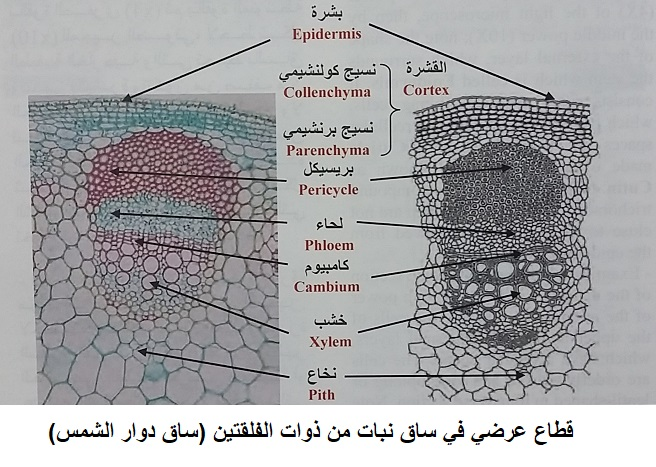 بشرة
Epidermis
نسيج كولنشيمي
Collenchyma
القشرة
Cortex
نسيج برنشيمي
Parenchyma
بريسيكل
Pericycle
لحاء
Phloem
كامبيوم
Cambium
خشب
Xylem
نخاع
Pith
قطاع عرضي في ساق نبات من ذوات الفلقتين (ساق دوار الشمس)